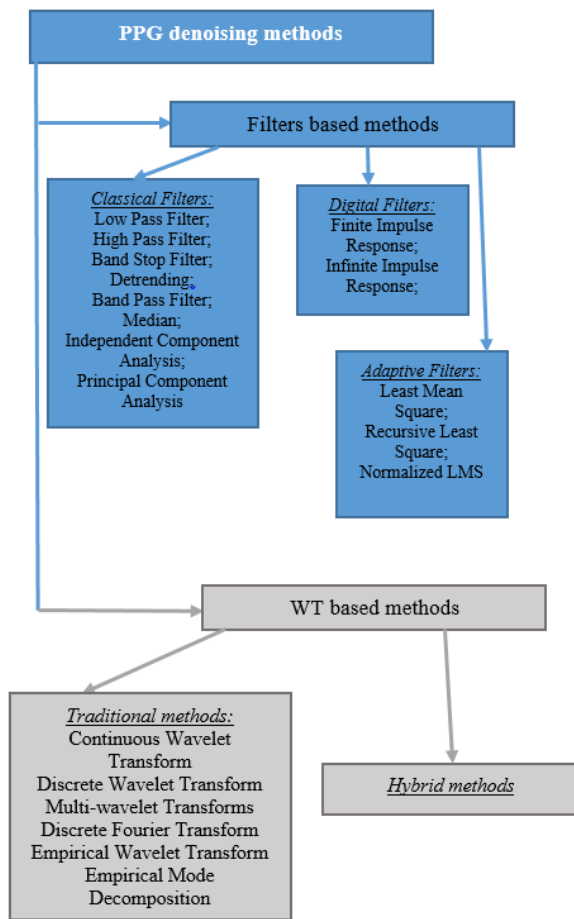 PPG denoising methods
Filters based methods
Classical Filters:
Low Pass Filter;
High Pass Filter;
Band Stop Filter;
Detrending;
Band Pass Filter;
Median;
Independent Component
Analysis;
Principal Component
Analysis
Digital Filters:
Finite Impulse
Response;
Infinite Impulse
Response;
Adaptive Filters:
Least Mean
Square;
Recursive Least
Square;
Normalized LMS
WT based methods
Traditional methods:
Continuous Wavelet
Transform
Discrete Wavelet Transform
Multi-wavelet Transforms
Discrete Fourier Transform
Empirical Wavelet Transform
Empirical Mode
Decomposition
Hybrid methods